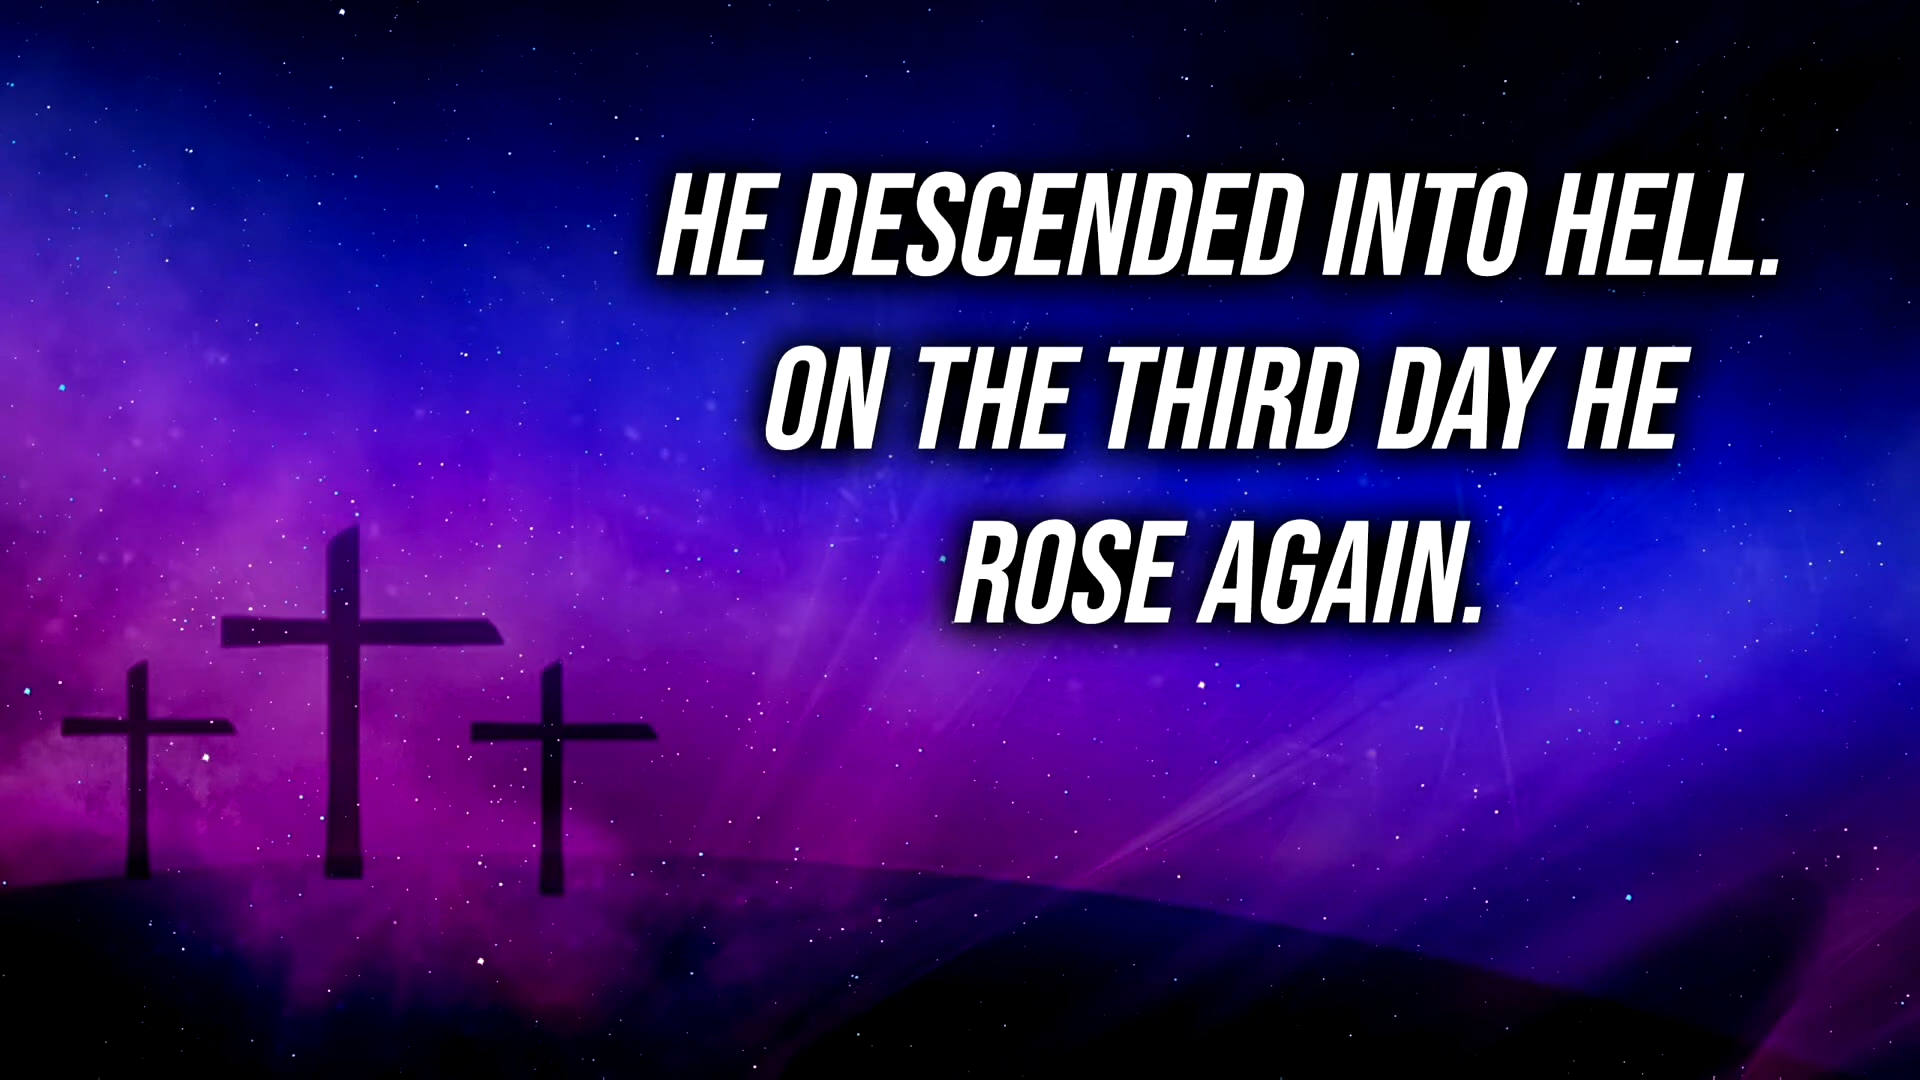 HE DESCENDED INTO HELL.
ON THE THIRD DAY HE
ROSE AGAIN.